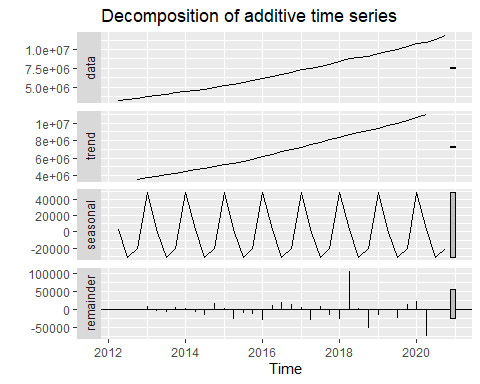 Decomposition of additive time series
1.0e+07
7.5e+06
5.0e+06
data
1e+07
8e+06
6e+06
4e+06
trend
40000
20000
0
-20000
seasonal
100000
50000
0
-50000
remainder
2012 2014 2016 2018 2020
Time